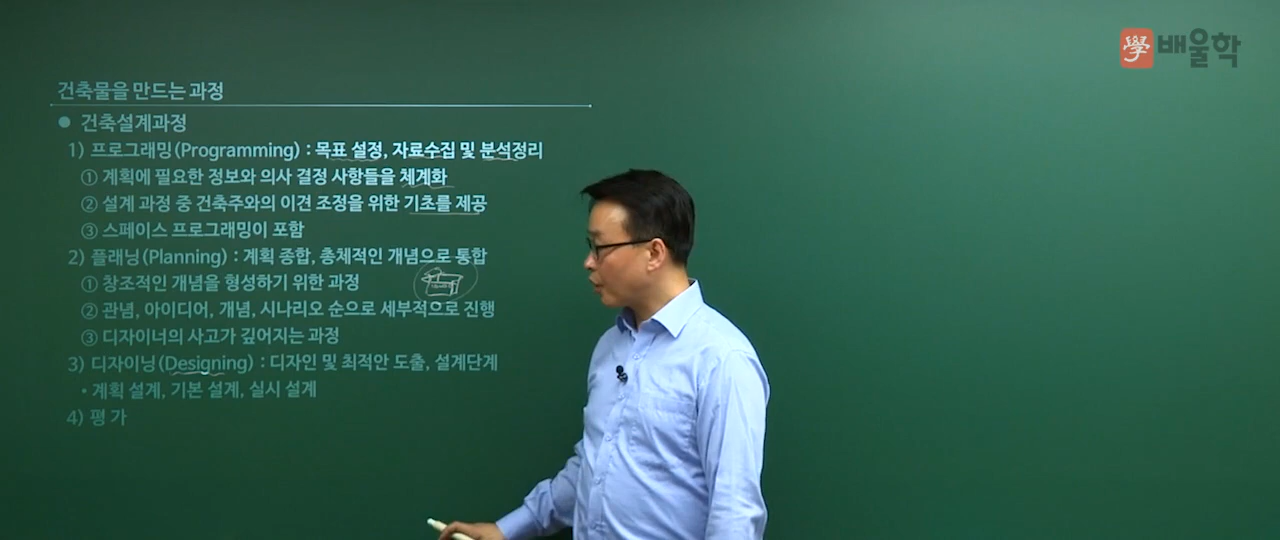 學 배울학
건축물을 만드는 과정
● 건축설계과정
1) 프로그래밍(Programming) : 목표 설정, 자료수집 및 분석정리
① 계획에 필요한 정보와 의사 결정 사항들을 체계화
② 설계 과정 중 건축주와의 이견 조정을 위한 기초를 제공
③ 스페이스 프로그래밍이 포함
2) 플래닝(Planning) : 계획 종합, 총체적인 개념으로 통합
① 창조적인 개념을 형성하기 위한 과정
② 관념, 아이디어, 개념, 시나리오 순으로 세부적으로 진행
③ 디자이너의 사고가 깊어지는 과정
3) 디자이닝(Designing) : 디자인 및 최적안 도출, 설계단계
• 계획 설계, 기본 설계, 실시 설계
4) 평 가